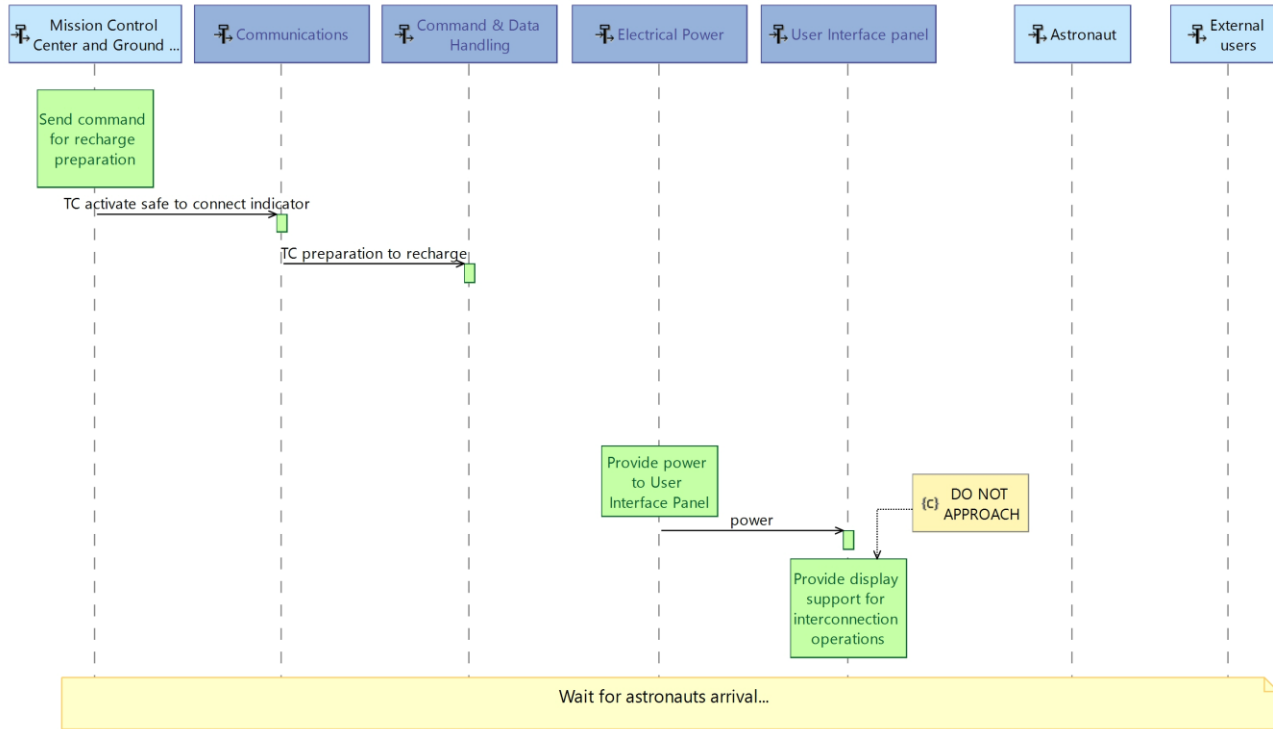 Mission Control
Center and Ground ...
Communications
Command & Data
Handling
Electrical Power
User Interface panel
Astronaut
External
users
Send command
for recharge
preparation
TC activate safe to connect indicator
TC preparation to recharge
Provide power
to User
Interface Panel
{c} DO NOT
APPROACH
power
Provide display
support for
interconnection
operations
Wait for astronauts arrival...